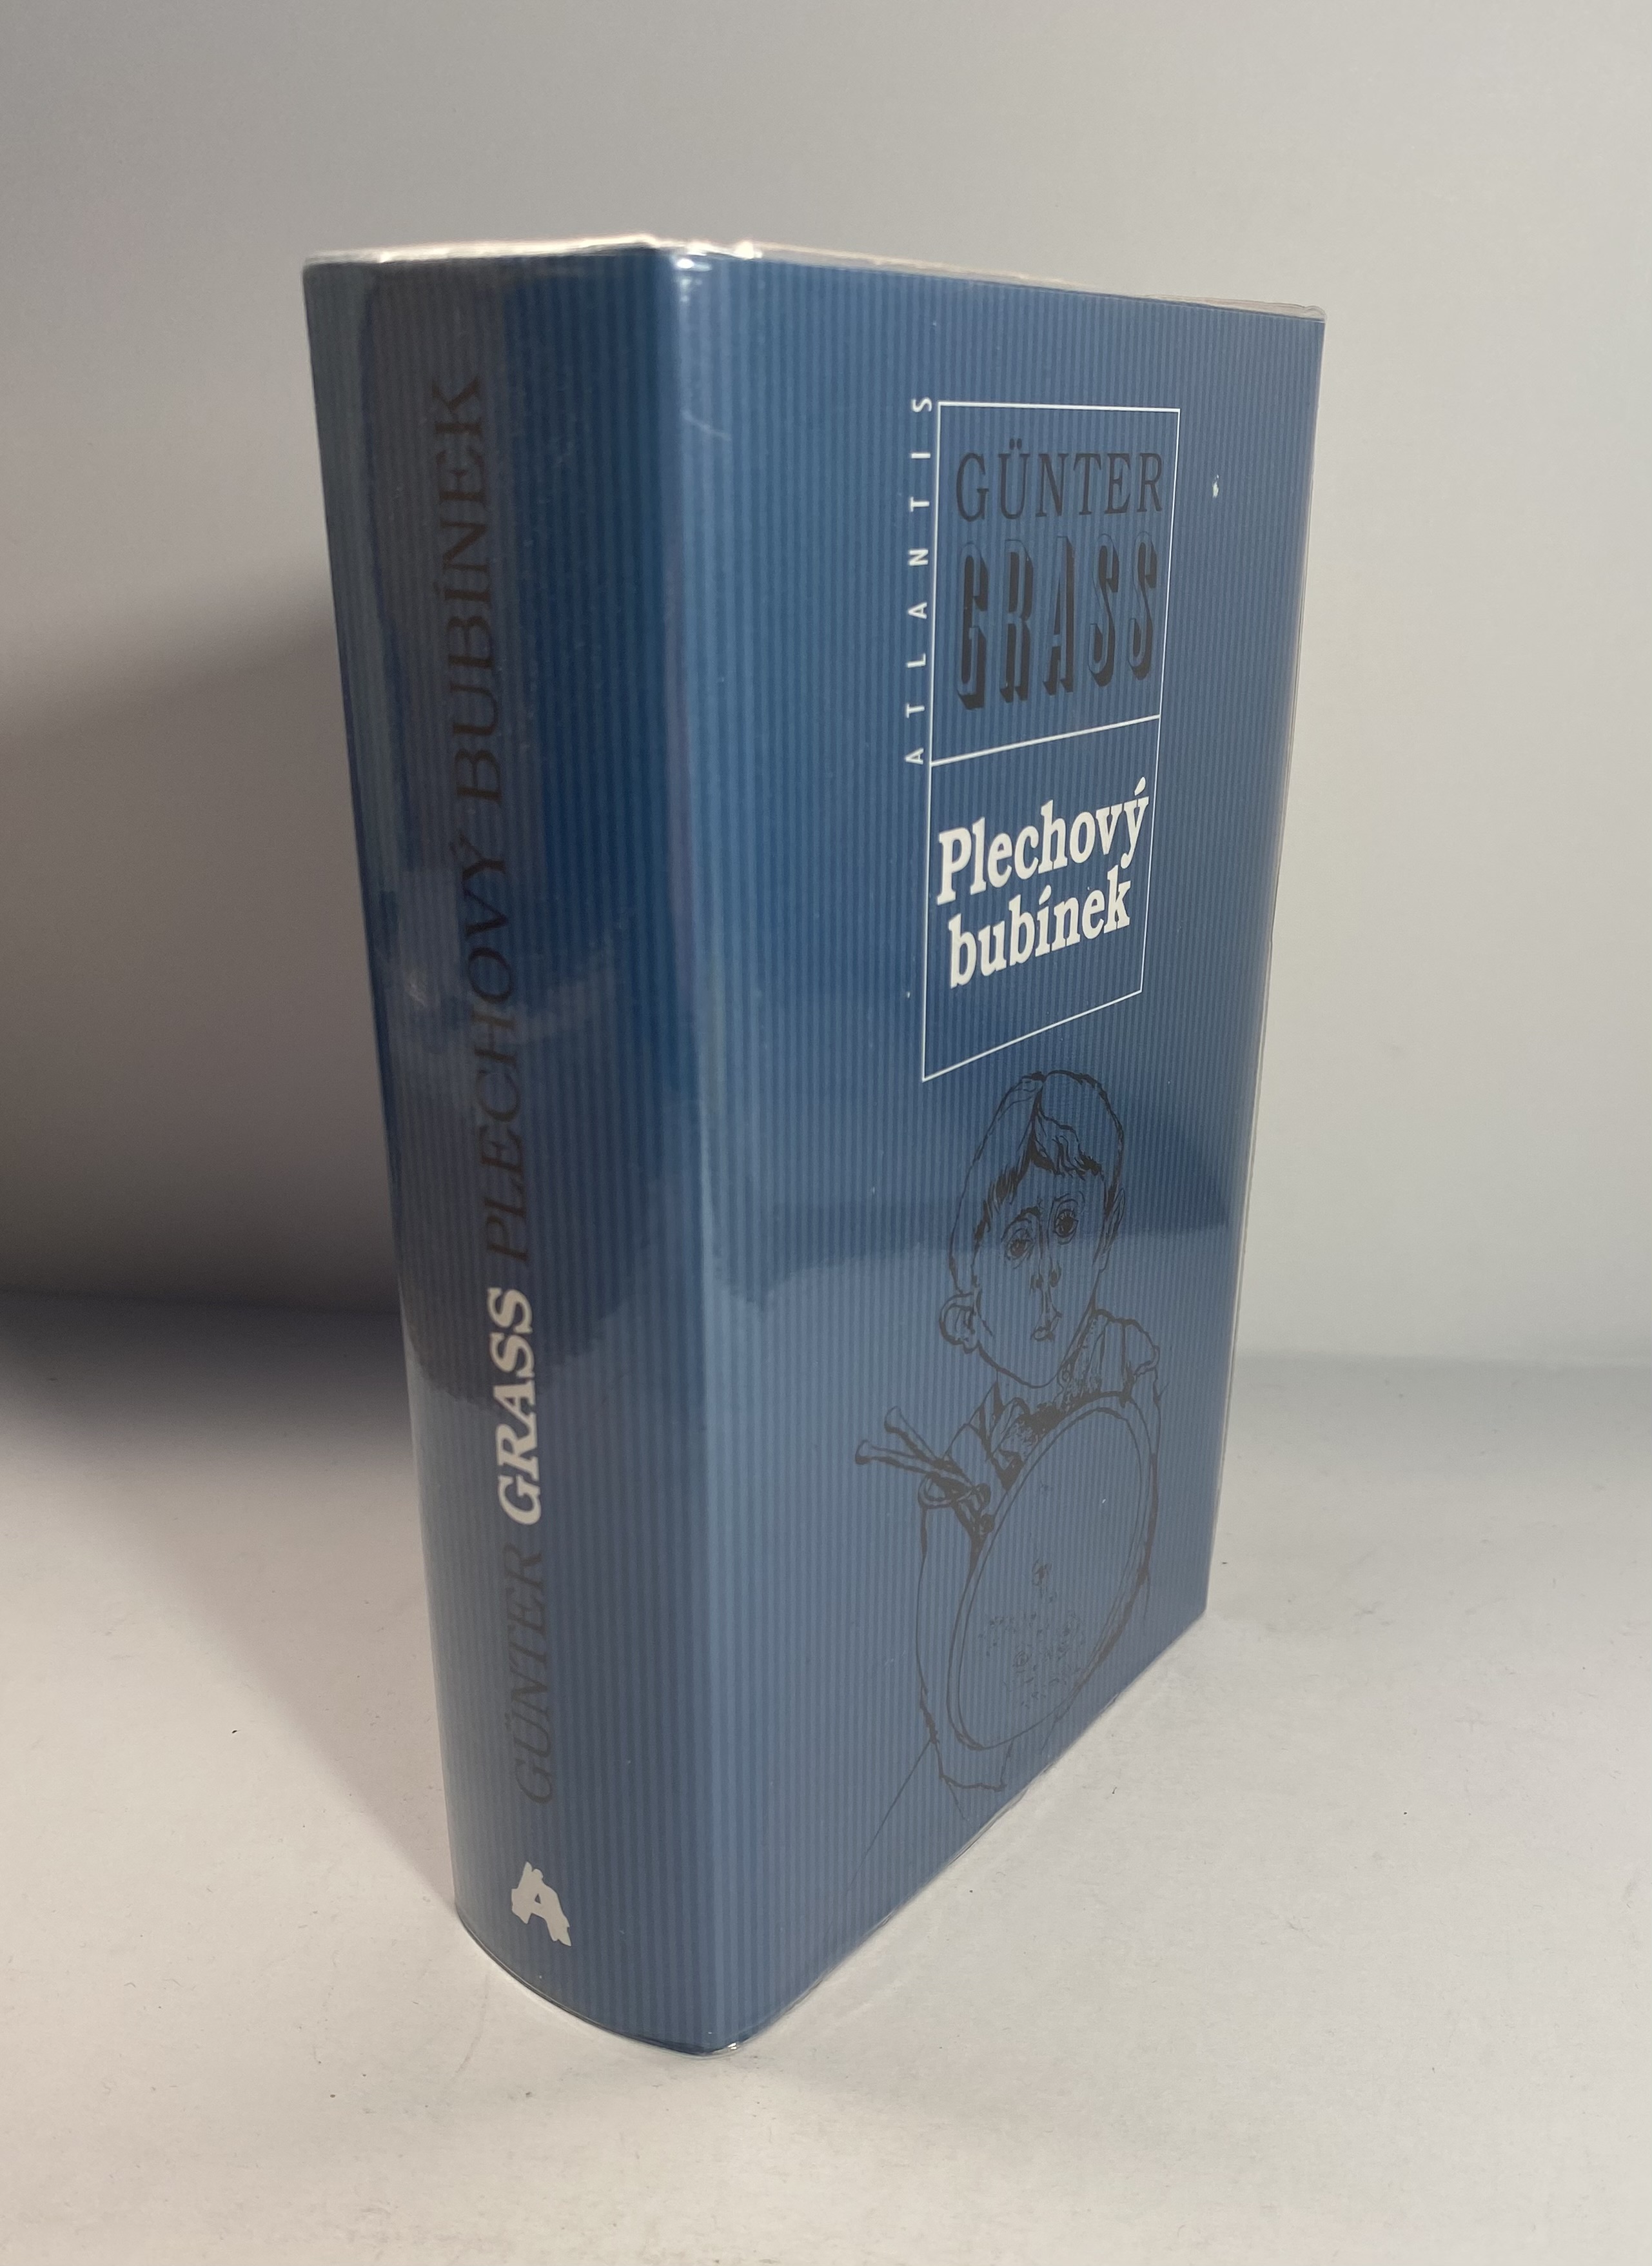 GÜNTER GRASS PLECHOVÝ BUBÍNEK
A
ATLANTIS
GÜNTER
GRASS
Plechový
bubínek